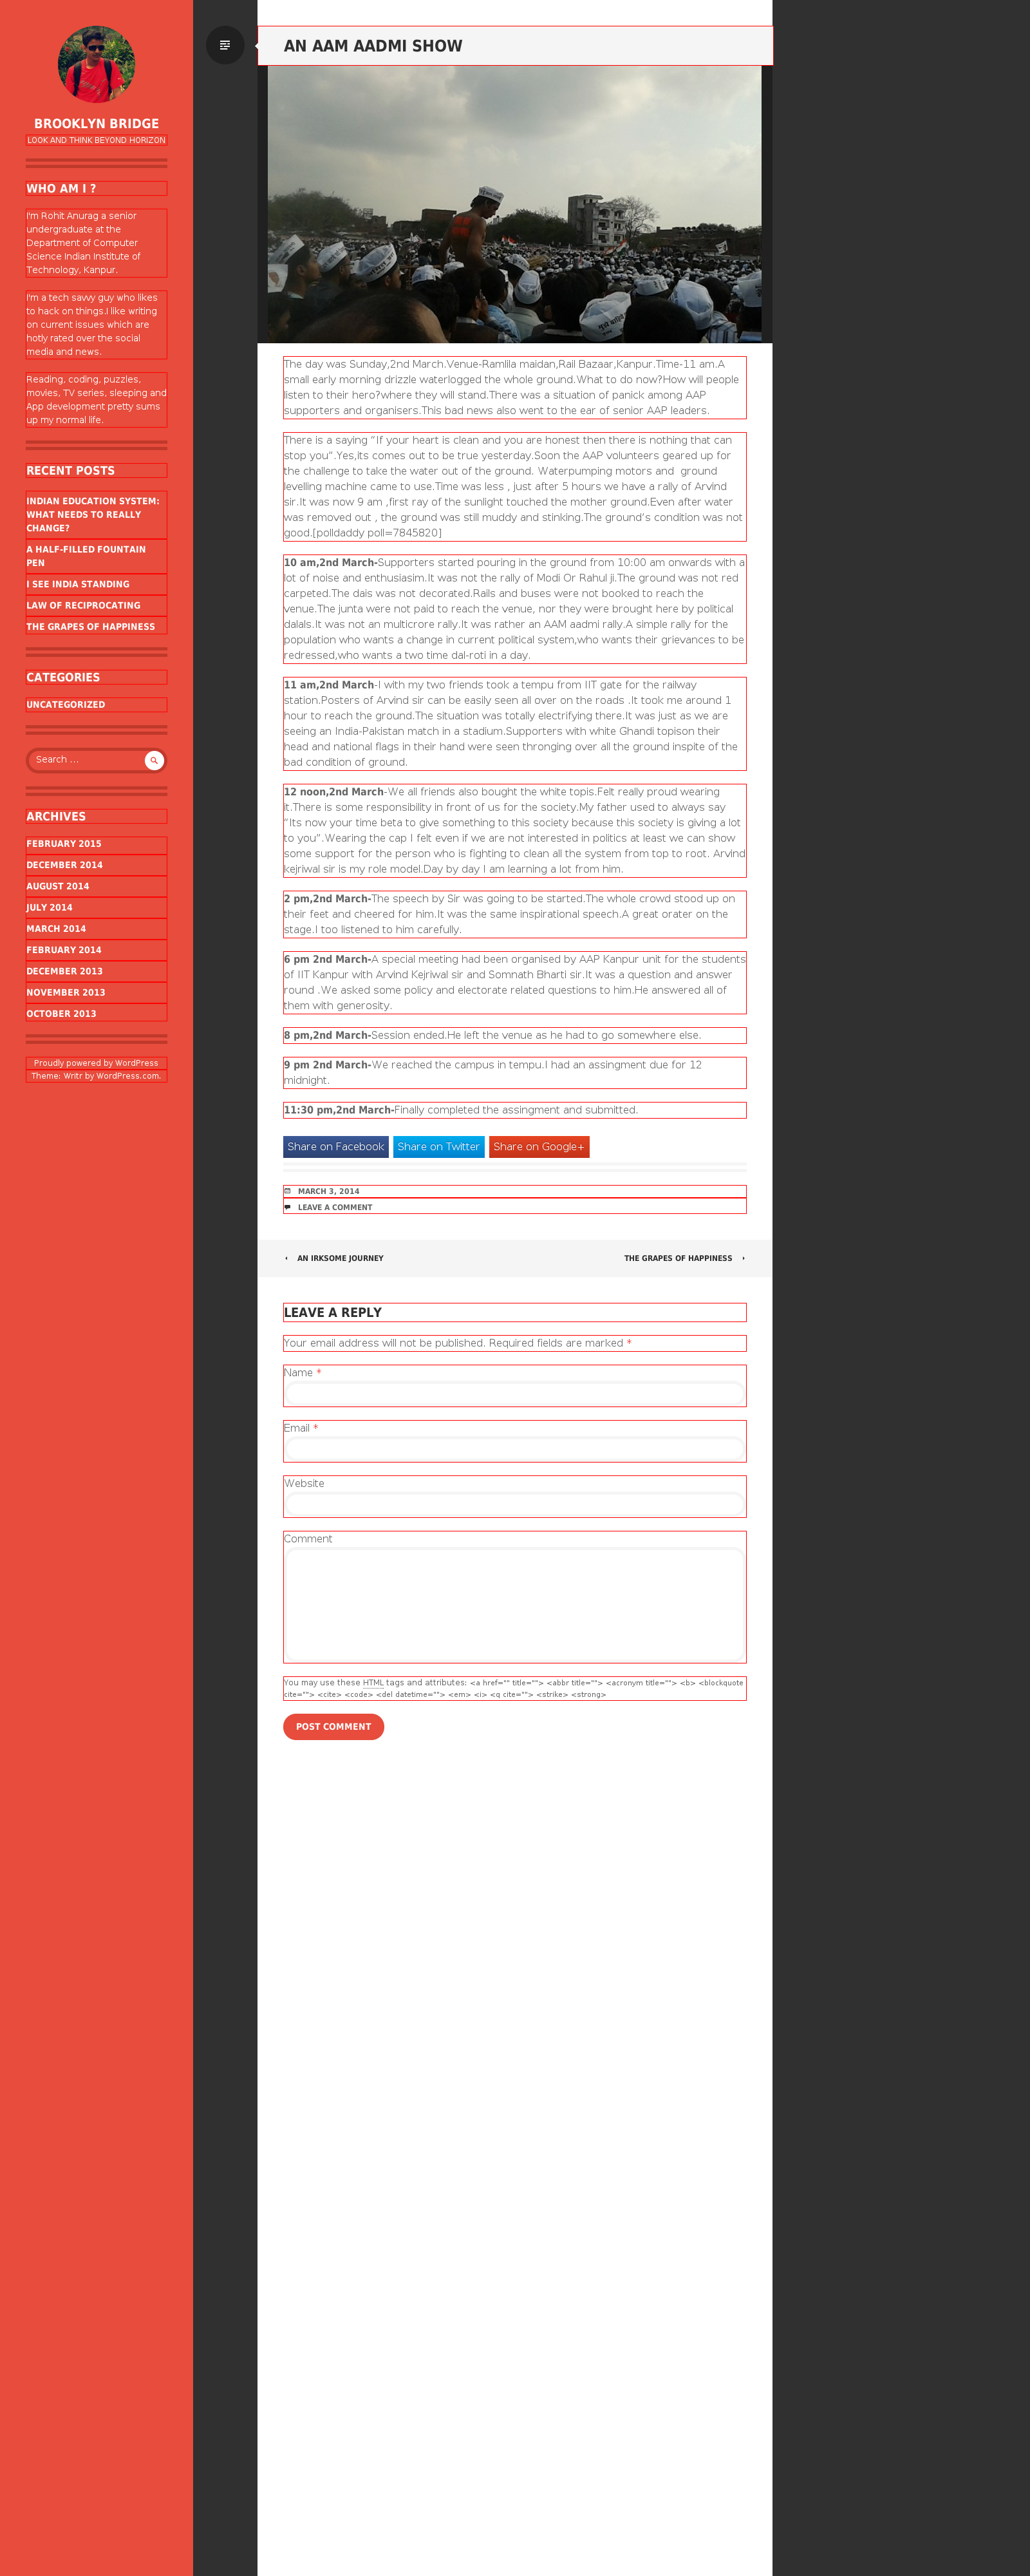 BROOKLYN BRIDGE
LOOK AND THINK BEYOND HORIZON
WHO AM I ?
I'm Rohit Anurag a senior
undergraduate at the
Department of Computer
Science Indian Institute of
Technology, Kanpur.
I'm a tech savvy guy who likes
to hack on things.I like writing
on current issues which are
hotly rated over the social
media and news.
Reading, coding, puzzles,
movies, TV series, sleeping and
App development pretty sums
up my normal life.
RECENT POSTS
INDIAN EDUCATION SYSTEM:
WHAT NEEDS TO REALLY
CHANGE?
A HALF-FILLED FOUNTAIN
PEN
I SEE INDIA STANDING
LAW OF RECIPROCATING
THE GRAPES OF HAPPINESS
CATEGORIES
UNCATEGORIZED
Search …
ARCHIVES
FEBRUARY 2015
DECEMBER 2014
AUGUST 2014
JULY 2014
MARCH 2014
FEBRUARY 2014
DECEMBER 2013
NOVEMBER 2013
OCTOBER 2013
Proudly powered by WordPress
Theme: Writr by WordPress.com.
AN AAM AADMI SHOW
The day was Sunday,2nd March.Venue-Ramlila maidan,Rail Bazaar,Kanpur.Time-11 am.A
small early morning drizzle waterlogged the whole ground.What to do now?How will people
listen to their hero?where they will stand.There was a situation of panick among AAP
supporters and organisers.This bad news also went to the ear of senior AAP leaders.
There is a saying “If your heart is clean and you are honest then there is nothing that can
stop you”.Yes,its comes out to be true yesterday.Soon the AAP volunteers geared up for
the challenge to take the water out of the ground. Waterpumping motors and  ground
levelling machine came to use.Time was less , just after 5 hours we have a rally of Arvind
sir.It was now 9 am ,first ray of the sunlight touched the mother ground.Even after water
was removed out , the ground was still muddy and stinking.The ground’s condition was not
good.[polldaddy poll=7845820]
10 am,2nd March-Supporters started pouring in the ground from 10:00 am onwards with a
lot of noise and enthusiasim.It was not the rally of Modi Or Rahul ji.The ground was not red
carpeted.The dais was not decorated.Rails and buses were not booked to reach the
venue.The junta were not paid to reach the venue, nor they were brought here by political
dalals.It was not an multicrore rally.It was rather an AAM aadmi rally.A simple rally for the
population who wants a change in current political system,who wants their grievances to be
redressed,who wants a two time dal-roti in a day.
11 am,2nd March-I with my two friends took a tempu from IIT gate for the railway
station.Posters of Arvind sir can be easily seen all over on the roads .It took me around 1
hour to reach the ground.The situation was totally electrifying there.It was just as we are
seeing an India-Pakistan match in a stadium.Supporters with white Ghandi topison their
head and national flags in their hand were seen thronging over all the ground inspite of the
bad condition of ground.
12 noon,2nd March-We all friends also bought the white topis.Felt really proud wearing
it.There is some responsibility in front of us for the society.My father used to always say
“Its now your time beta to give something to this society because this society is giving a lot
to you”.Wearing the cap I felt even if we are not interested in politics at least we can show
some support for the person who is fighting to clean all the system from top to root. Arvind
kejriwal sir is my role model.Day by day I am learning a lot from him.
2 pm,2nd March-The speech by Sir was going to be started.The whole crowd stood up on
their feet and cheered for him.It was the same inspirational speech.A great orater on the
stage.I too listened to him carefully.
6 pm 2nd March-A special meeting had been organised by AAP Kanpur unit for the students
of IIT Kanpur with Arvind Kejriwal sir and Somnath Bharti sir.It was a question and answer
round .We asked some policy and electorate related questions to him.He answered all of
them with generosity.
8 pm,2nd March-Session ended.He left the venue as he had to go somewhere else.
9 pm 2nd March-We reached the campus in tempu.I had an assingment due for 12
midnight.
11:30 pm,2nd March-Finally completed the assingment and submitted.
Share on Facebook Share on Twitter Share on Google+
MARCH 3, 2014
LEAVE A COMMENT
AN IRKSOME JOURNEY THE GRAPES OF HAPPINESS
LEAVE A REPLY
Your email address will not be published. Required fields are marked *
Name *
Email *
Website
Comment
You may use these HTML tags and attributes: <a href="" title=""> <abbr title=""> <acronym title=""> <b> <blockquote
cite=""> <cite> <code> <del datetime=""> <em> <i> <q cite=""> <strike> <strong>
POST COMMENT